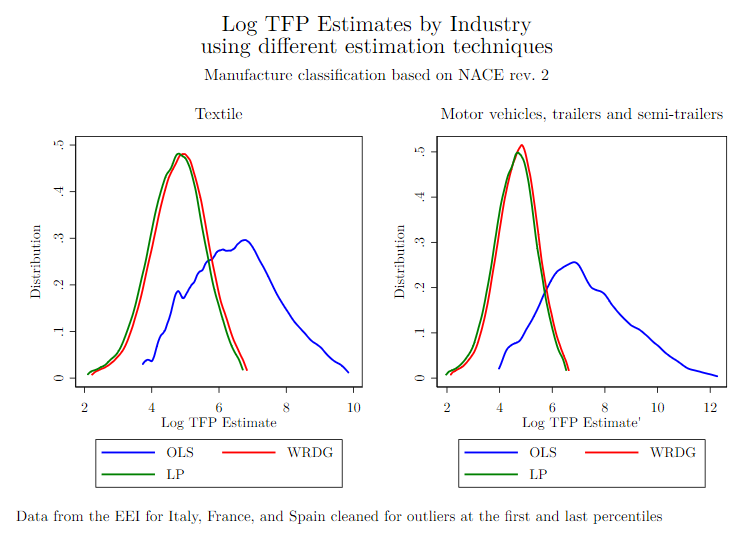 Log TFP Estimates by Industry
using different estimation techniques
Manufacture classification based on NACE rev. 2
Textile
Motor vehicles, trailers and semi-trailers
Distribution
0
.1
.2
.3
.4
.5
2 4 6 8 10
Log TFP Estimate
OLS WRDG
LP
Distribution
0
.1
.2
.3
.4
.5
2 4 6 8 10 12
Log TFP Estimate'
OLS WRDG
LP
Data from the EEI for Italy, France, and Spain cleaned for outliers at the first and last percentiles